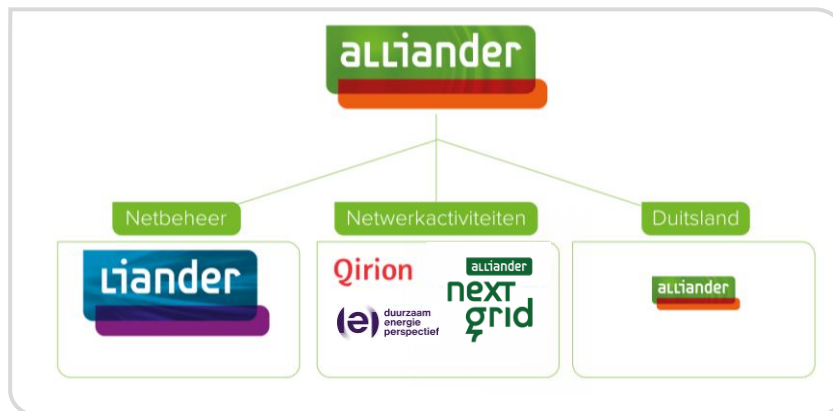 alliander
Netbeheer
Netwerkactiviteiten
Duitsland
liander
Qirion
(e) duurzaam
energie
perspectief
alliander
next
grid
alliander